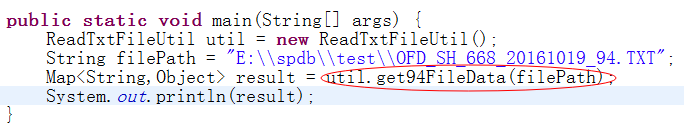 public static void main(String[] args) {
ReadTxtFileUtil util = new ReadTxtFileUtil();
String filePath = "E:\\spdb\\test\\OFD_SH_668_20161019_94.TXT";
Map<String,Object> result = util.get94FileData(filePath);
System.out.println(result);
}